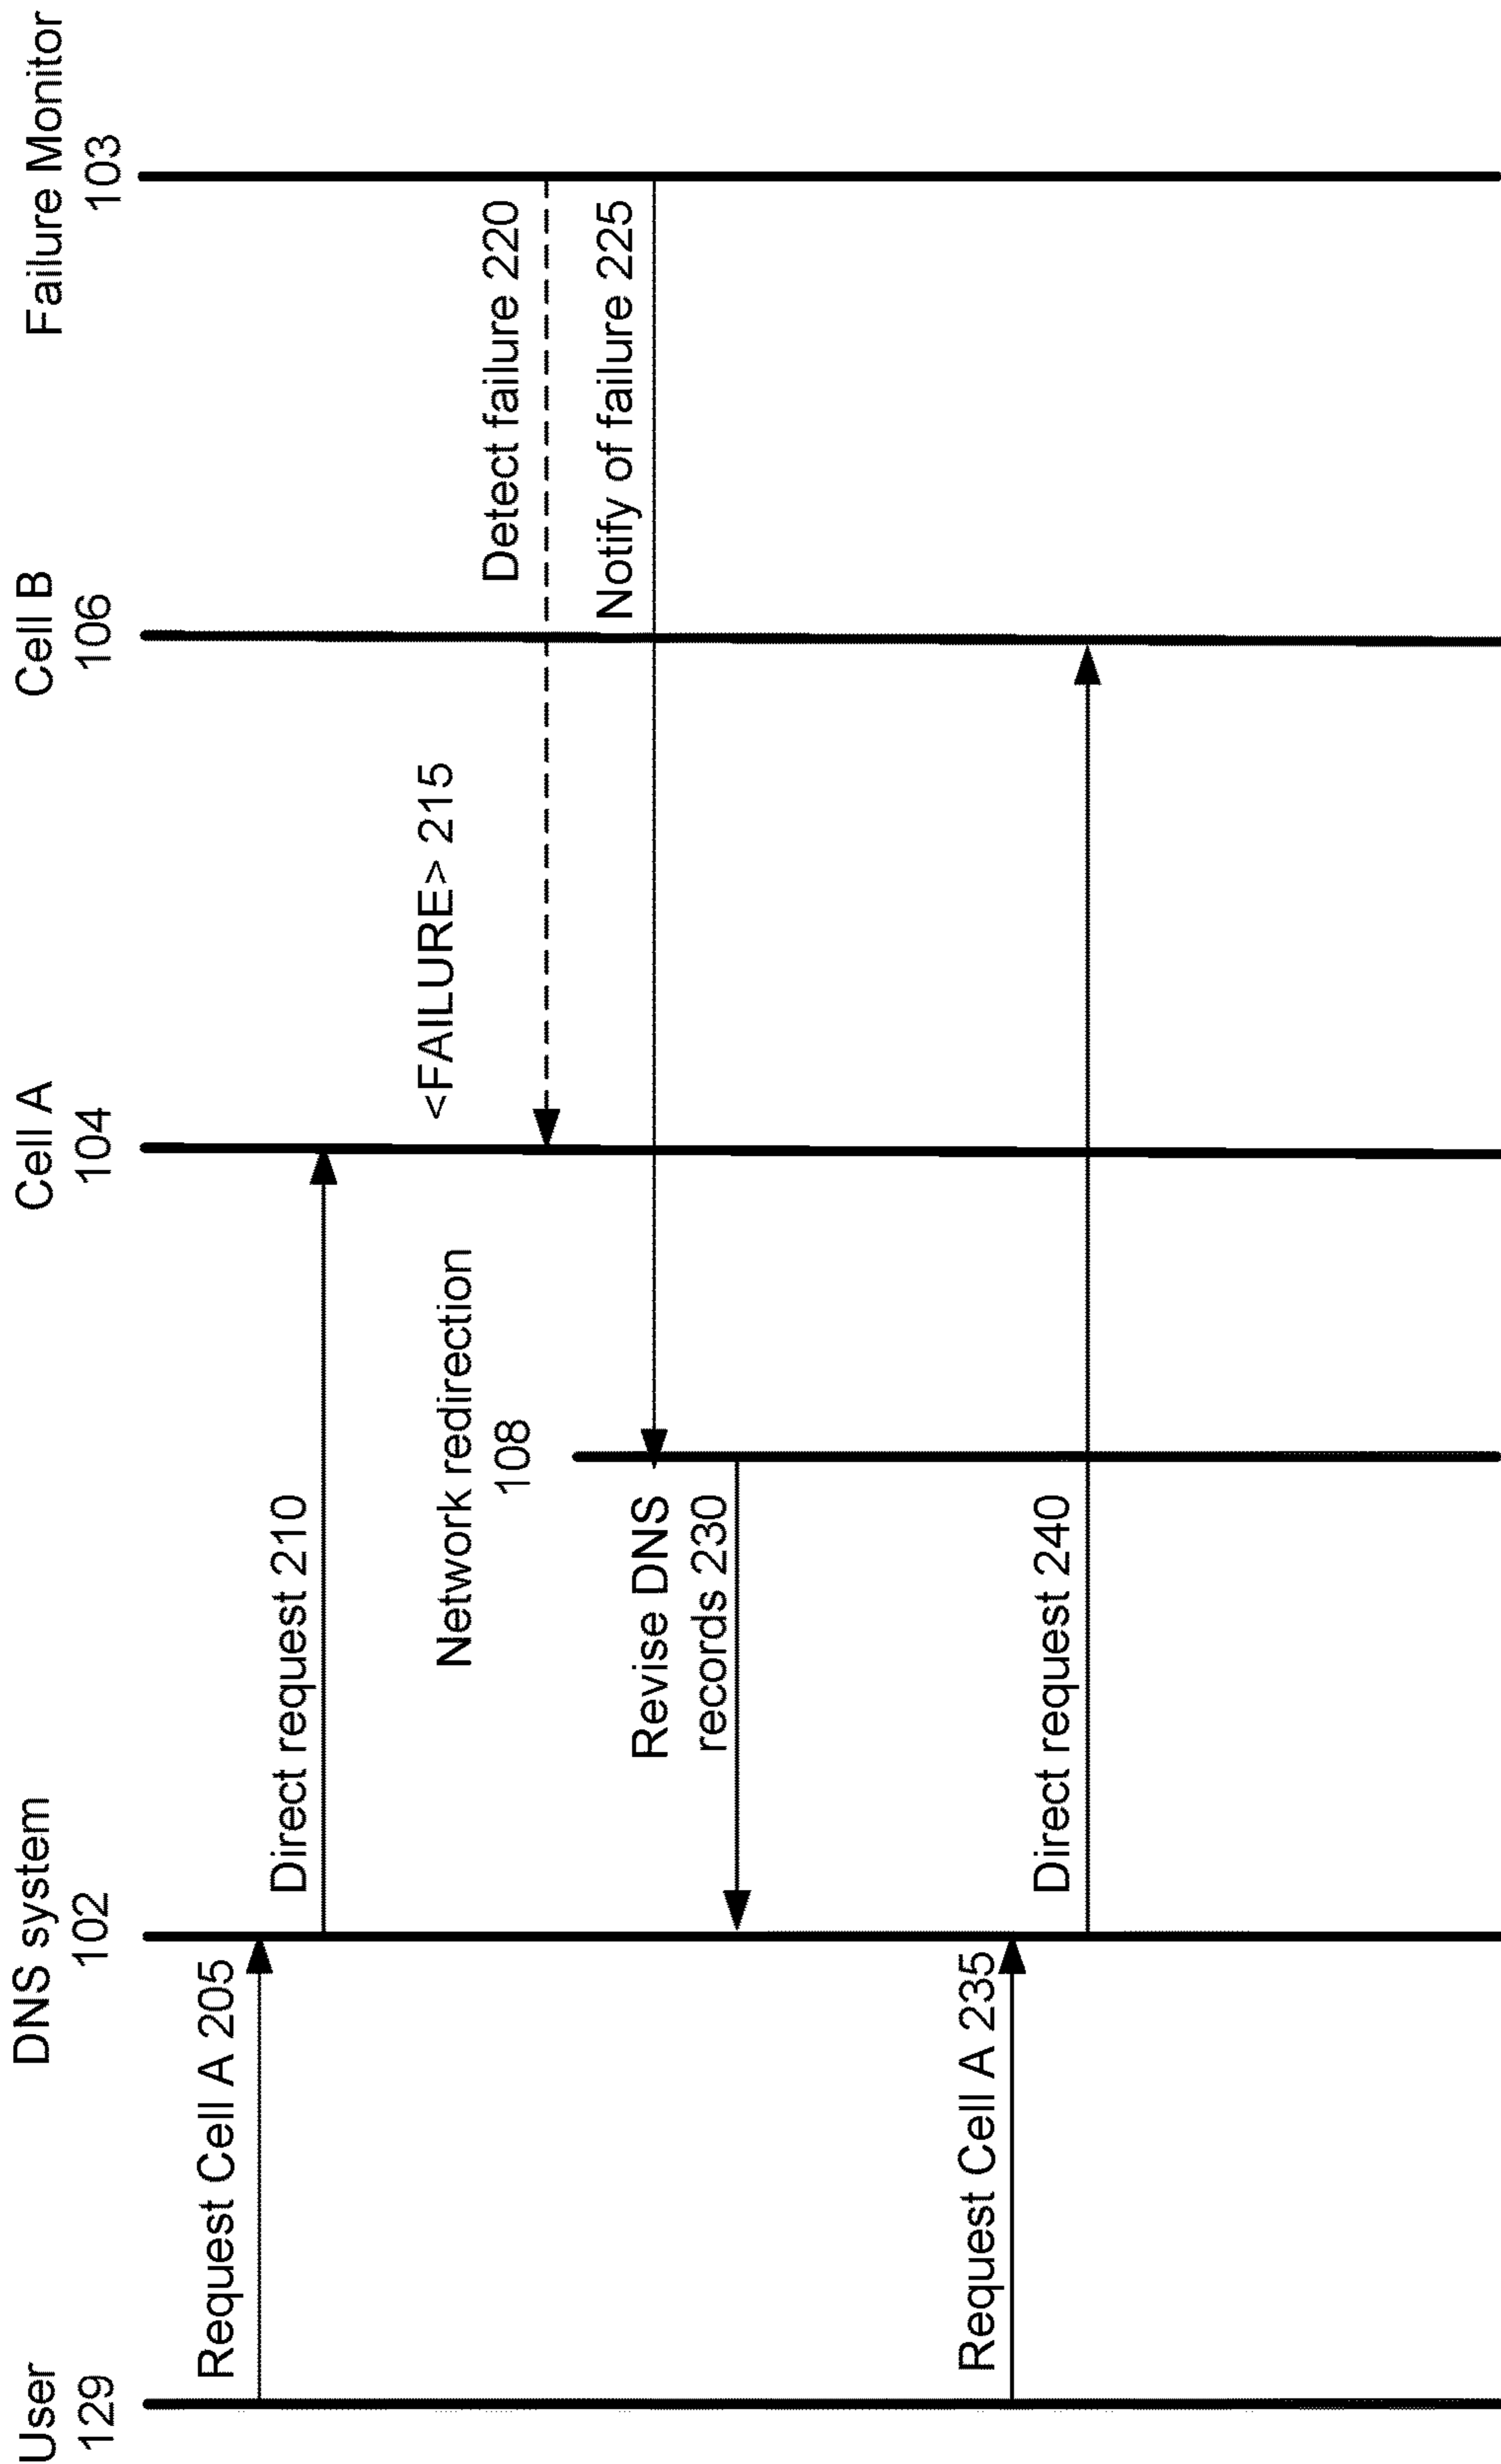 User
129
DNS system
102
Cell A
104
Cell B
106
Failure Monitor
103
Request Cell A 205
Direct request 210
<FAILURE> 215
Network redirection
108
Detect failure 220
Notify of failure 225
Revise DNS
records 230
Request Cell A 235
Direct request 240